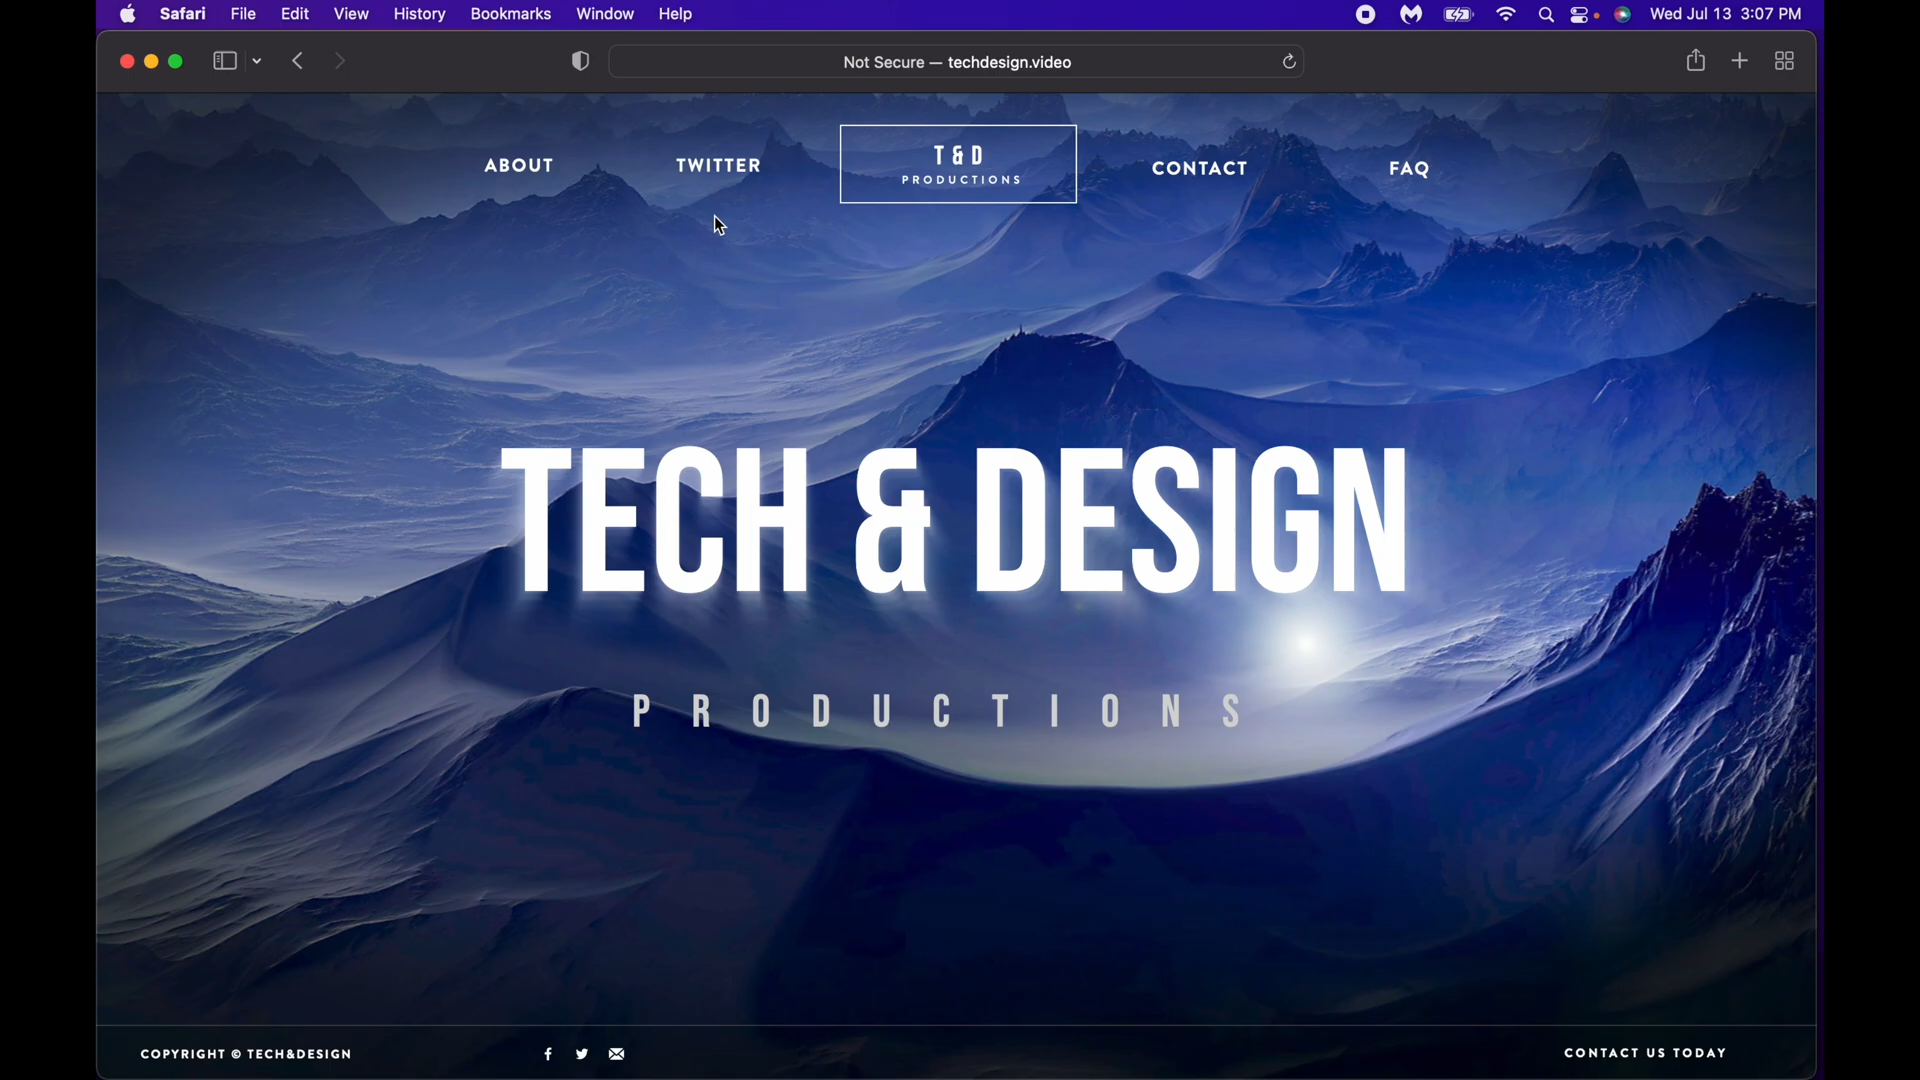 Safari File Edit View History Bookmarks Window Help Wed Jul 13 3:07 PM
Not Secure — techdesign.video
ABOUT TWITTER T & D CONTACT FAQ
PRODUCTIONS
TECH & DESIGN
PRODUCTIONS
COPYRIGHT © TECH&DESIGN CONTACT US TODAY